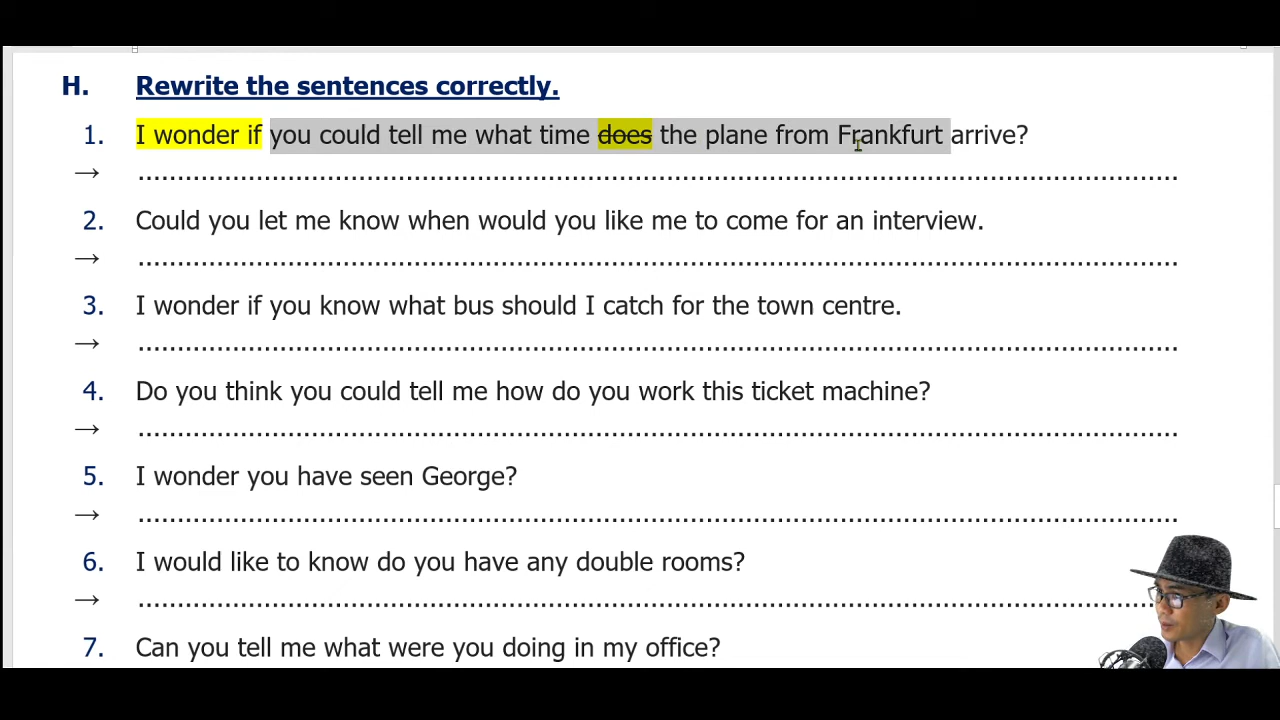 H. Rewrite the sentences correctly.
1. I wonder if you could tell me what time does the plane from Frankfurt arrive?
→ ........................................................................................................................................
2. Could you let me know when would you like me to come for an interview.
→ ........................................................................................................................................
3. I wonder if you know what bus should I catch for the town centre.
→ ........................................................................................................................................
4. Do you think you could tell me how do you work this ticket machine?
→ ........................................................................................................................................
5. I wonder you have seen George?
→ ........................................................................................................................................
6. I would like to know do you have any double rooms?
→ ........................................................................................................................................
7. Can you tell me what were you doing in my office?